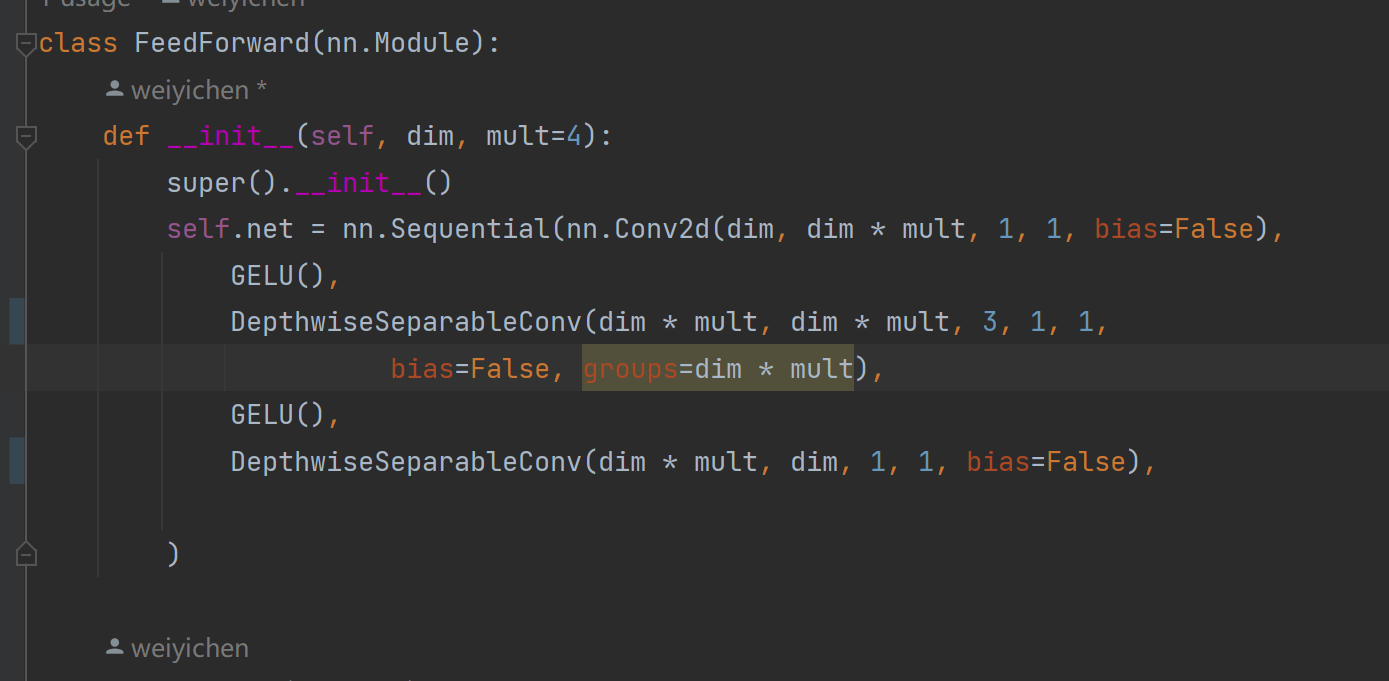 1 usage weiyichen
class FeedForward(nn.Module):
weiyichen *
def __init__(self, dim, mult=4):
super().__init__()
self.net = nn.Sequential(nn.Conv2d(dim, dim * mult, 1, 1, bias=False),
GELU(),
DepthwiseSeparableConv(dim * mult, dim * mult, 3, 1, 1,
bias=False, groups=dim * mult),
GELU(),
DepthwiseSeparableConv(dim * mult, dim, 1, 1, bias=False),
)
weiyichen